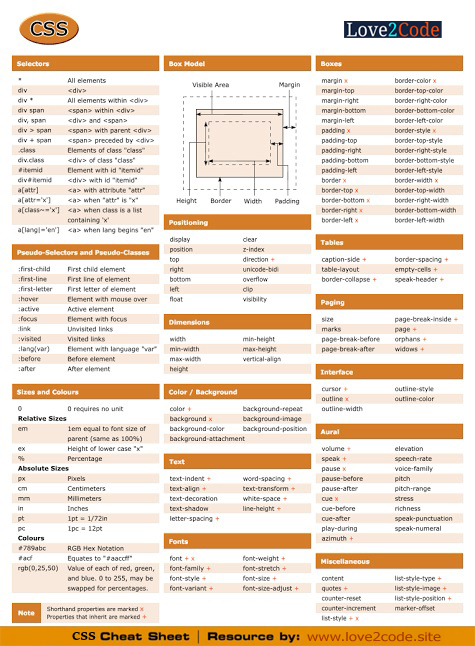 CSS
Love2Code
Selectors
* All elements
div <div>
div * All elements within <div>
div span <span> within <div>
div, span <div> and <span>
div > span <span> with parent <div>
div + span <span> preceded by <div>
.class Elements of class "class"
div.class <div> of class "class"
#itemid Element with id "itemid"
div#itemid <div> with id "itemid"
a[attr] <a> with attribute "attr"
a[attr='x'] <a> when "attr" is "x"
a[class~='x'] <a> when class is a list
containing 'x'
a[lang|='en'] <a> when lang begins "en"
Pseudo-Selectors and Pseudo-Classes
:first-child First child element
:first-line First line of element
:first-letter First letter of element
:hover Element with mouse over
:active Active element
:focus Element with focus
:link Unvisited links
:visited Visited links
:lang(var) Element with language "var"
:before Before element
:after After element
Sizes and Colours
0 0 requires no unit
Relative Sizes
em 1em equal to font size of
parent (same as 100%)
ex Height of lower case "x"
% Percentage
Absolute Sizes
px Pixels
cm Centimeters
mm Millimeters
in Inches
pt 1pt = 1/72in
pc 1pc = 12pt
Colours
#789abc RGB Hex Notation
#acf Equates to "#aaccff"
rgb(0,25,50) Value of each of red, green,
and blue. 0 to 255, may be
swapped for percentages.
Note
Shorthand properties are marked x
Properties that inherit are marked +
Box Model
Visible Area Margin
Height Border Width Padding
Positioning
display clear
position z-index
top direction +
right unicode-bidi
bottom overflow
left clip
float visibility
Dimensions
width min-height
min-width max-height
max-width vertical-align
height
Color / Background
color + background-repeat
background x background-image
background-color background-position
background-attachment
Text
text-indent + word-spacing +
text-align + text-transform +
text-decoration white-space +
text-shadow line-height +
letter-spacing +
Fonts
font + x font-weight +
font-family + font-stretch +
font-style + font-size +
font-variant + font-size-adjust +
Boxes
margin x border-color x
margin-top border-top-color
margin-right border-right-color
margin-bottom border-bottom-color
margin-left border-left-color
padding x border-style x
padding-top border-top-style
padding-right border-right-style
padding-bottom border-bottom-style
padding-left border-left-style
border x border-width x
border-top x border-top-width
border-bottom x border-right-width
border-right x border-bottom-width
border-left x border-left-width
Tables
caption-side + border-spacing +
table-layout empty-cells +
border-collapse + speak-header +
Paging
size page-break-inside +
marks page +
page-break-before orphans +
page-break-after widows +
Interface
cursor + outline-style
outline x outline-color
outline-width
Aural
volume + elevation
speak + speech-rate
pause x voice-family
pause-before pitch
pause-after pitch-range
cue x stress
cue-before richness
cue-after speak-punctuation
play-during speak-numeral
azimuth +
Miscellaneous
content list-style-type +
quotes + list-style-image +
counter-reset list-style-position +
counter-increment marker-offset
list-style + x
CSS Cheat Sheet | Resource by: www.love2code.site